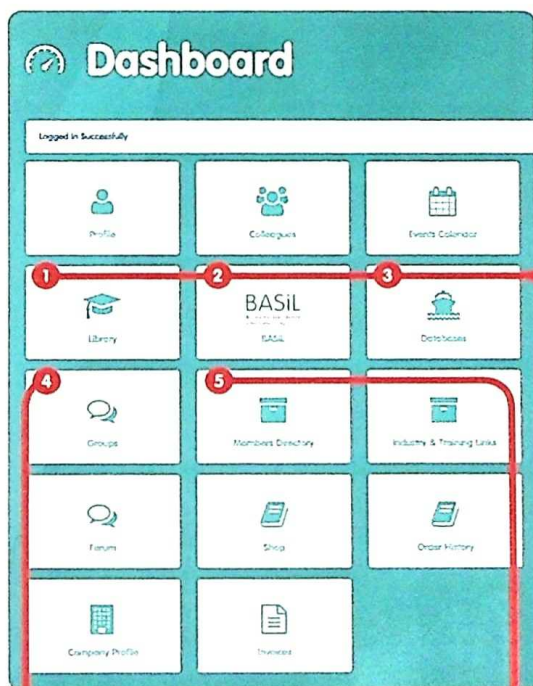 Dashboard
Logged in Successfully
Profile
Colleagues
Events Calendar
1
2
3
Library
BASiL
BASiL
Databases
4
5
Groups
Members Directory
Industry & Training Links
Forum
Shop
Order History
Company Profile
Invoices